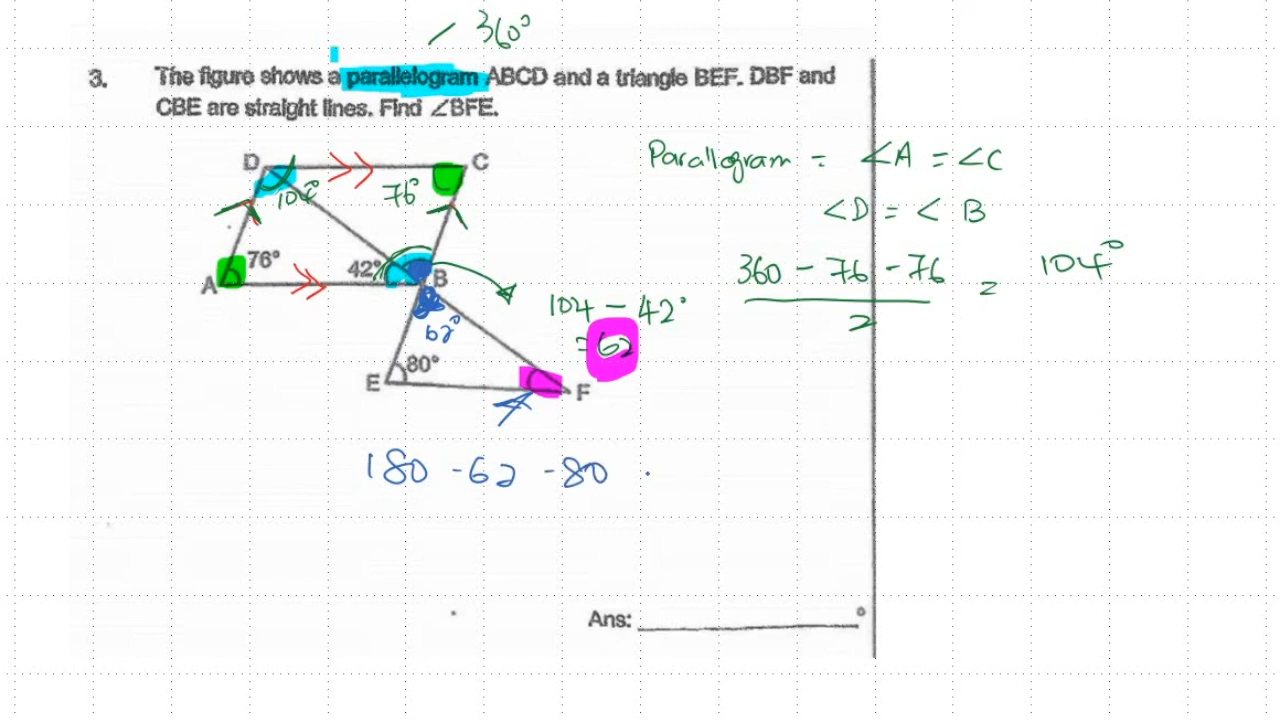 360°
3. The figure shows a parallelogram ABCD and a triangle BEF. DBF and
CBE are straight lines. Find ∠BFE.
D
C
104°
76°
76°
42°
A
B
62°
80°
E
F
104 - 42°
= 62
Parallogram = ∠A = ∠C
∠D = ∠ B
360 - 76 - 76
2
= 104°
180 - 62 - 80
Ans: °